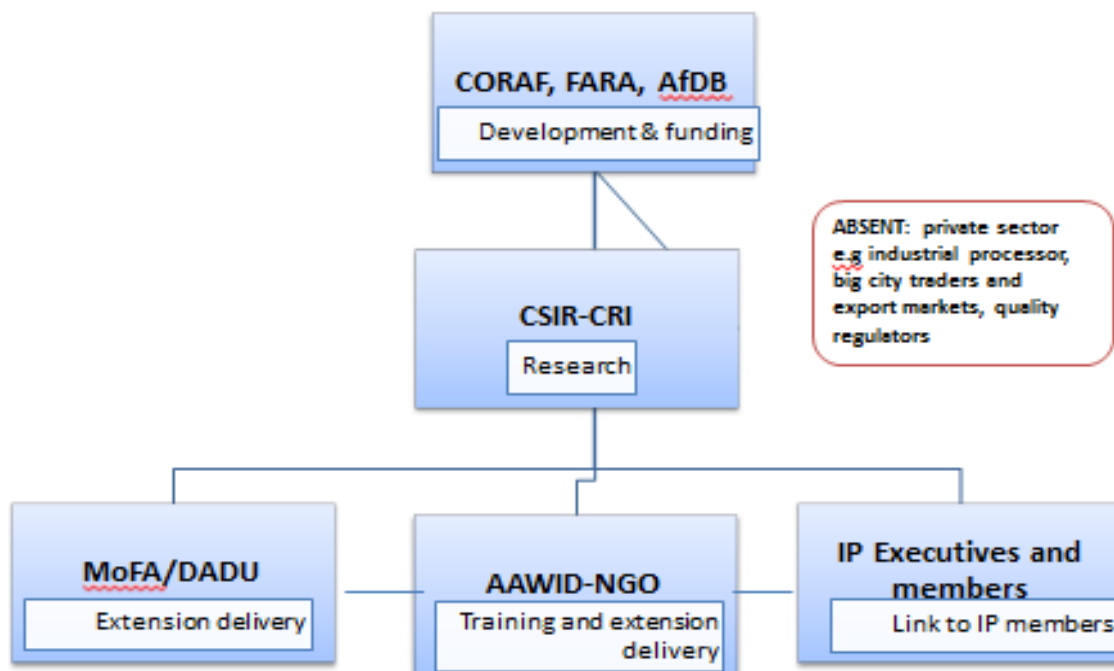 CORAF, FARA, AfDB
Development & funding
ABSENT: private sector
e.g industrial processor,
big city traders and
export markets, quality
regulators
CSIR-CRI
Research
MoFA/DADU
Extension delivery
AAWID-NGO
Training and extension
delivery
IP Executives and
members
Link to IP members